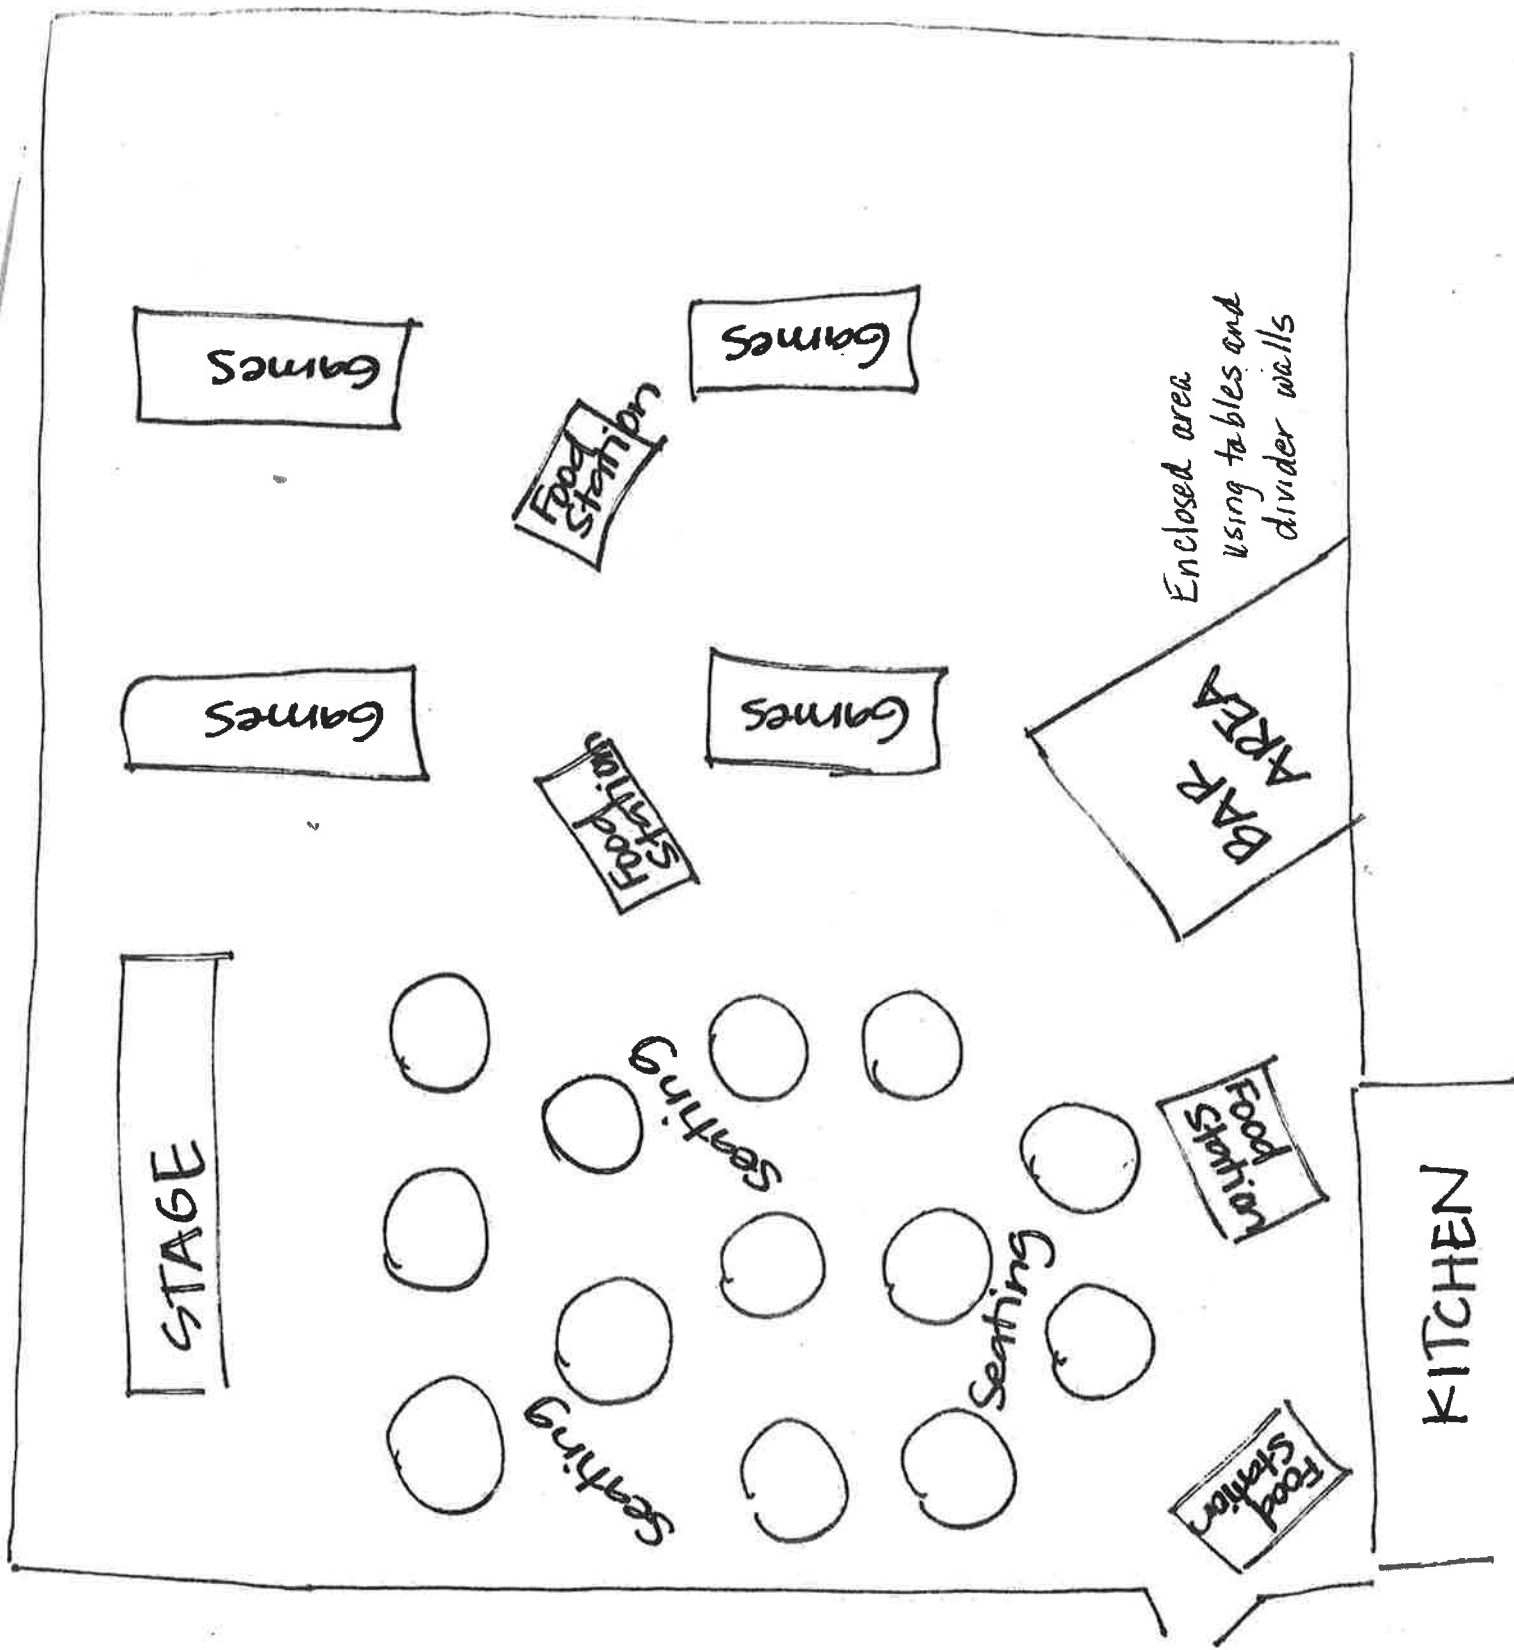 Games
Games
Food
Station
Enclosed area
using tables and
divider walls
Games
Games
Food
Station
BAR
AREA
STAGE
Seating
Food
Station
Seating
Seating
KITCHEN
Food
Station